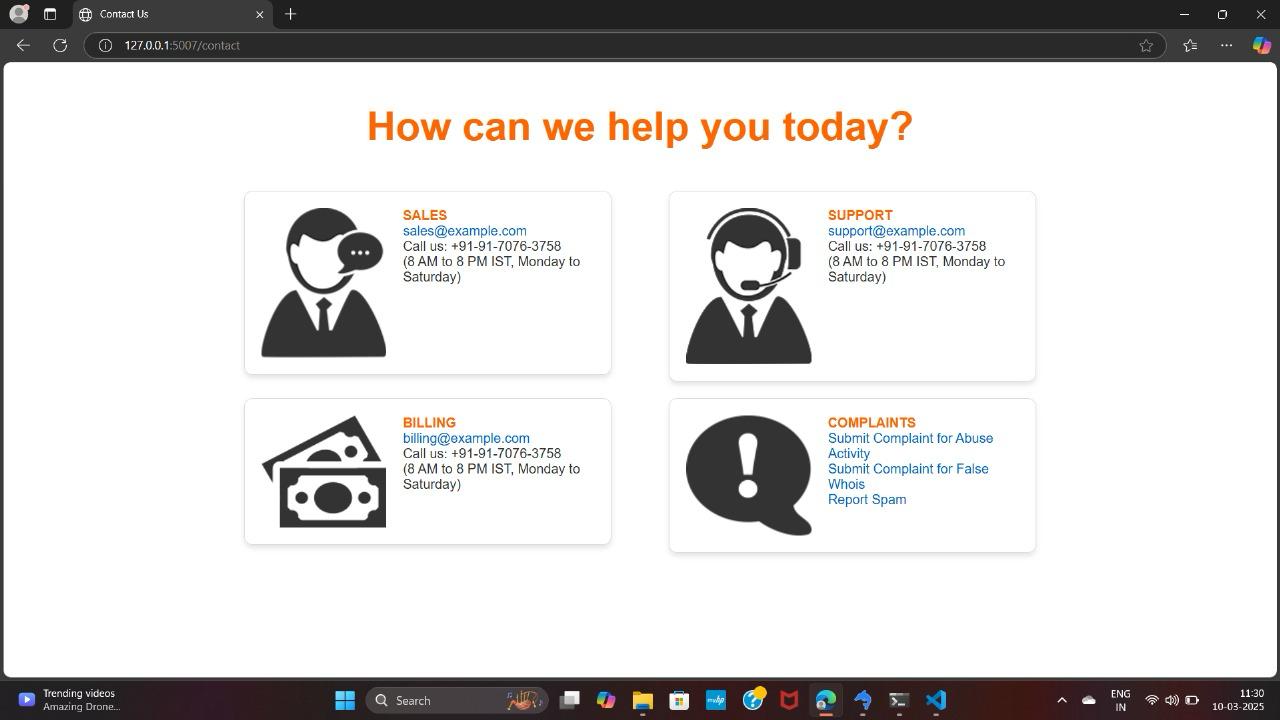 Contact Us
127.0.0.1:5007/contact
How can we help you today?
SALES
sales@example.com
Call us: +91-91-7076-3758
(8 AM to 8 PM IST, Monday to
Saturday)
SUPPORT
support@example.com
Call us: +91-91-7076-3758
(8 AM to 8 PM IST, Monday to
Saturday)
BILLING
billing@example.com
Call us: +91-91-7076-3758
(8 AM to 8 PM IST, Monday to
Saturday)
COMPLAINTS
Submit Complaint for Abuse
Activity
Submit Complaint for False
Whois
Report Spam
Trending videos
Amazing Drone...
Search
myhp
ENG
IN
11:30
10-03-2025